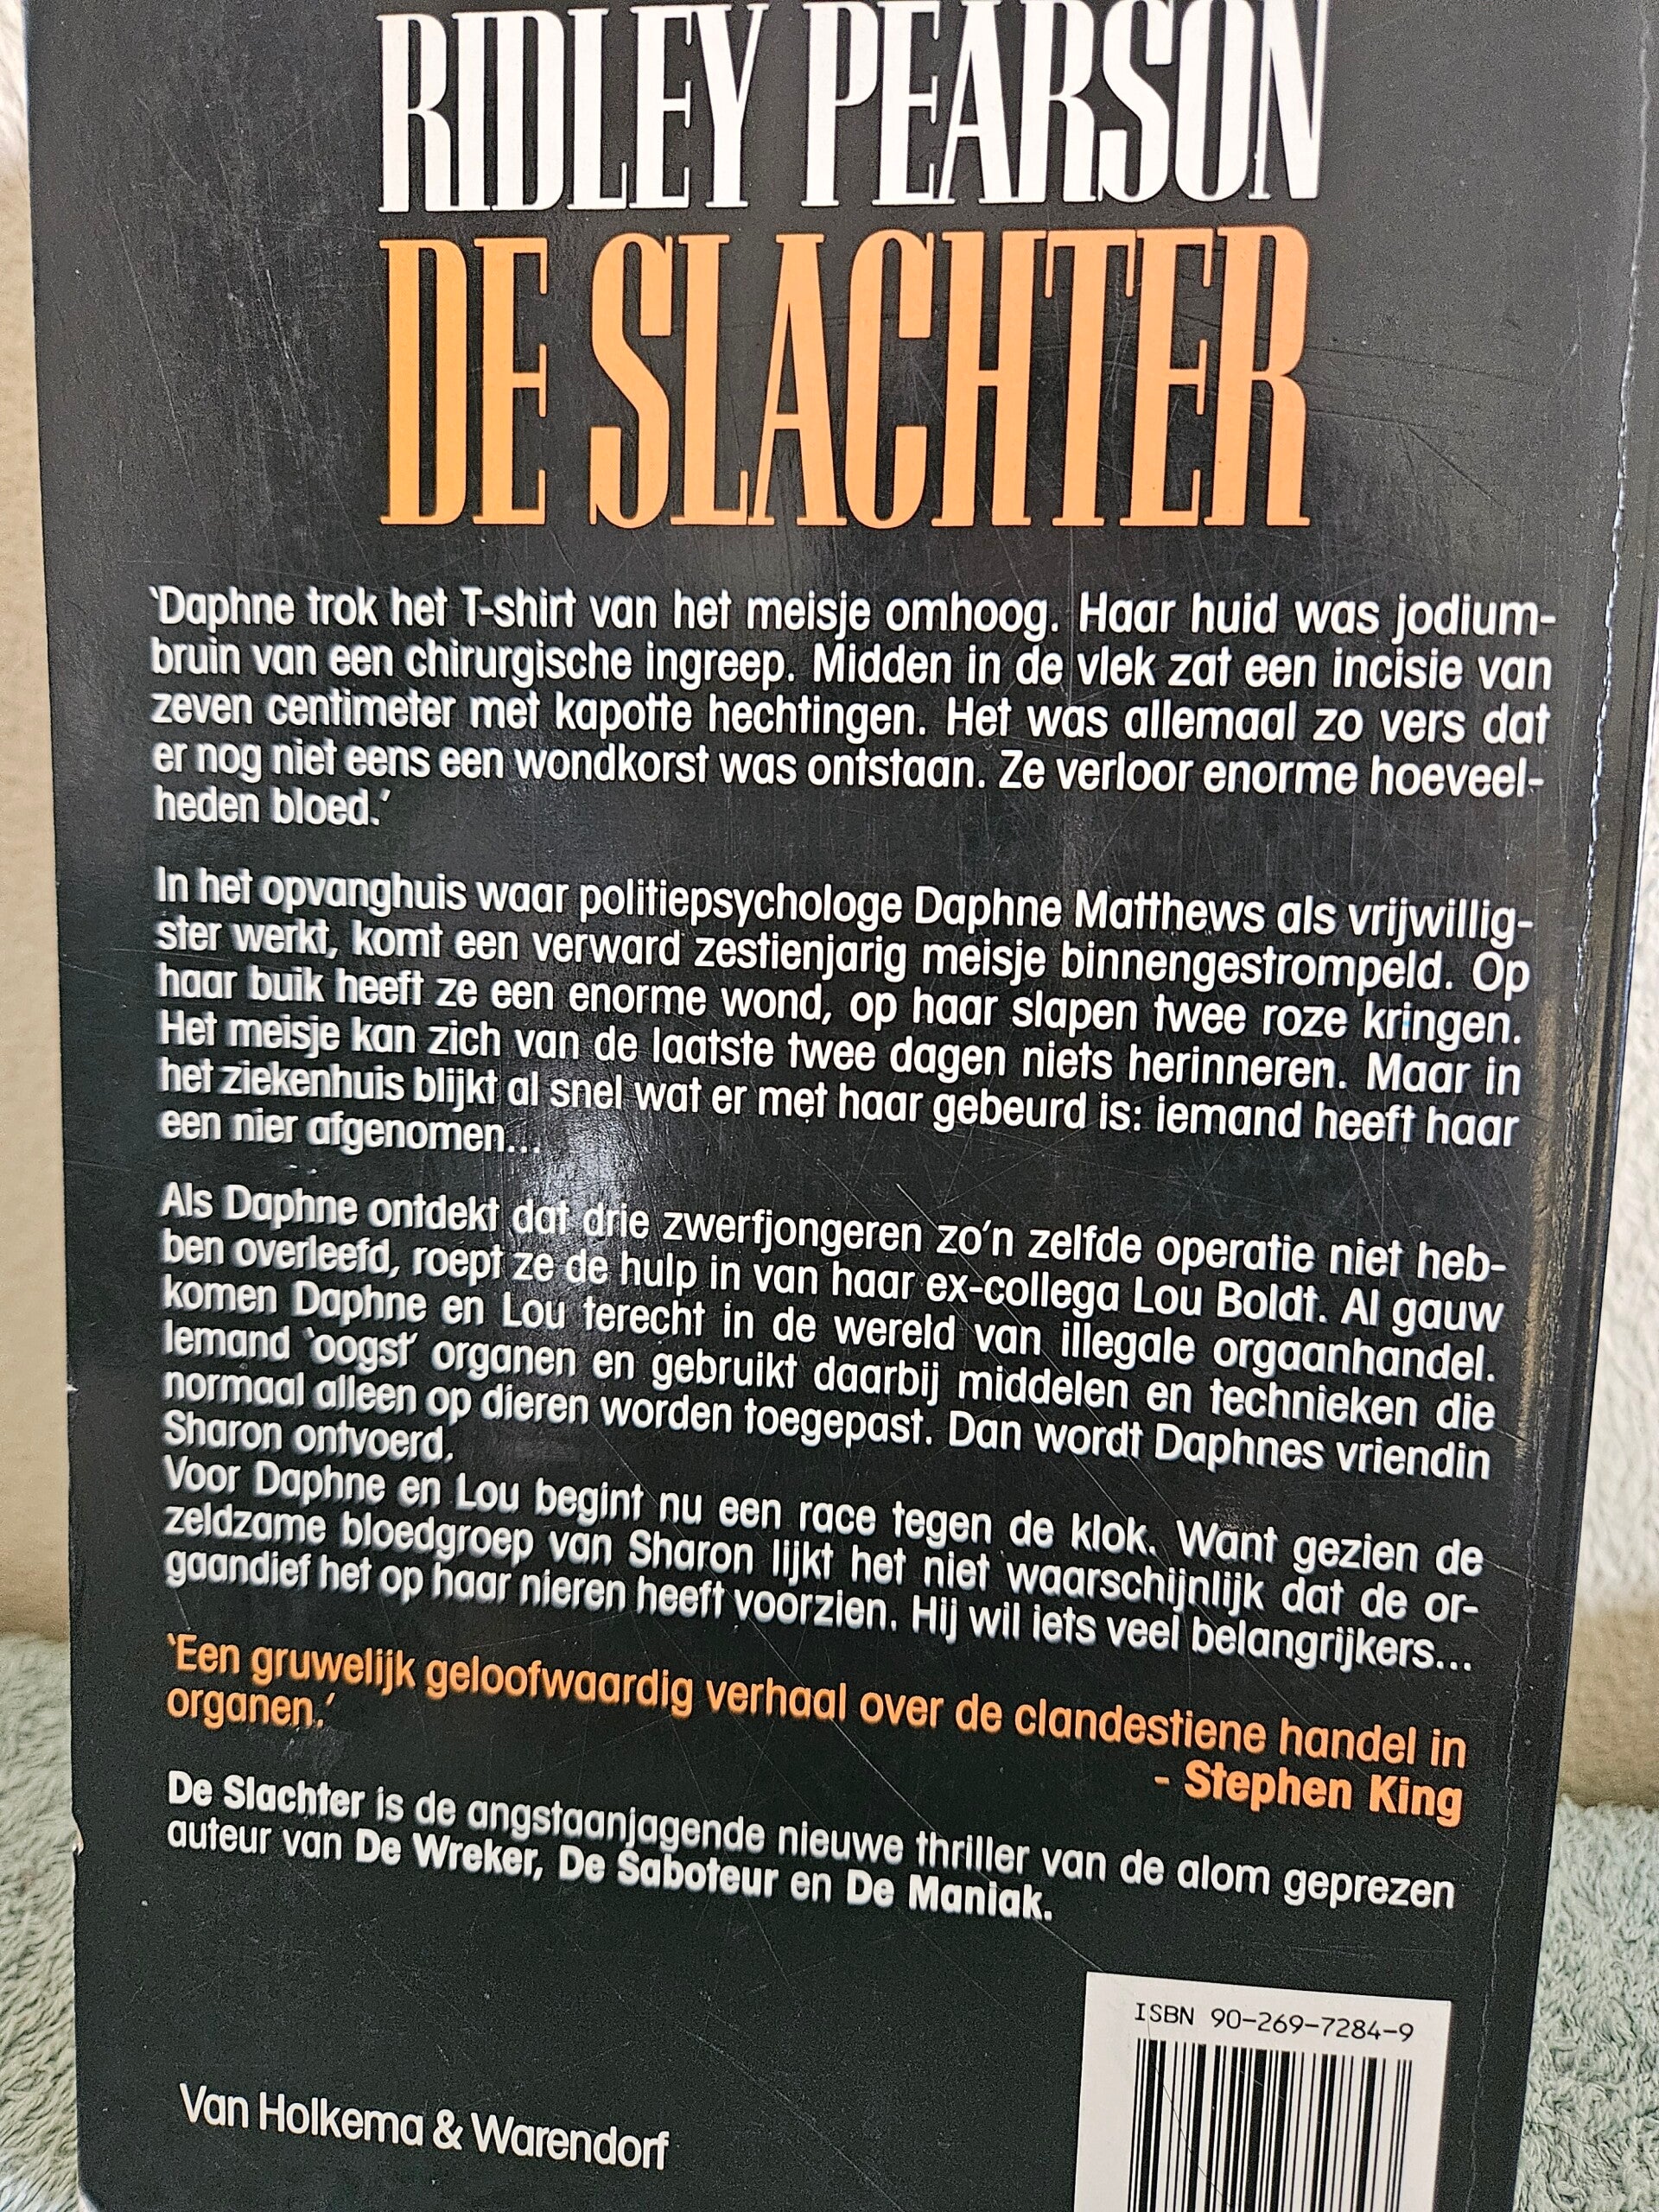 RIDLEY PEARSON
DE SLACHTER
‘Daphne trok het T-shirt van het meisje omhoog. Haar huid was jodium-
bruin van een chirurgische ingreep. Midden in de vlek zat een incisie van
zeven centimeter met kapotte hechtingen. Het was allemaal zo vers dat
er nog niet eens een wondkorst was ontstaan. Ze verloor enorme hoeveel-
heden bloed.’
In het opvanghuis waar politiepsychologe Daphne Matthews als vrijwillig-
ster werkt, komt een verward zestienjarig meisje binnengestrompeld. Op
haar buik heeft ze een enorme wond, op haar slapen twee roze kringen.
Het meisje kan zich van de laatste twee dagen niets herinneren. Maar in
het ziekenhuis blijkt al snel wat er met haar gebeurd is: iemand heeft haar
een nier afgenomen...
Als Daphne ontdekt dat drie zwerfjongeren zo’n zelfde operatie niet heb-
ben overleefd, roept ze de hulp in van haar ex-collega Lou Boldt. Al gauw
komen Daphne en Lou terecht in de wereld van illegale orgaanhandel.
Iemand ‘oogst’ organen en gebruikt daarbij middelen en technieken die
normaal alleen op dieren worden toegepast. Dan wordt Daphnes vriendin
Sharon ontvoerd.
Voor Daphne en Lou begint nu een race tegen de klok. Want gezien de
zeldzame bloedgroep van Sharon lijkt het niet waarschijnlijk dat de or-
gaandief het op haar nieren heeft voorzien. Hij wil iets veel belangrijkers...
‘Een gruwelijk geloofwaardig verhaal over de clandestiene handel in
organen.’
- Stephen King
De Slachter is de angstaanjagende nieuwe thriller van de alom geprezen
auteur van De Wreker, De Saboteur en De Maniak.
ISBN 90-269-7284-9
Van Holkema & Warendorf